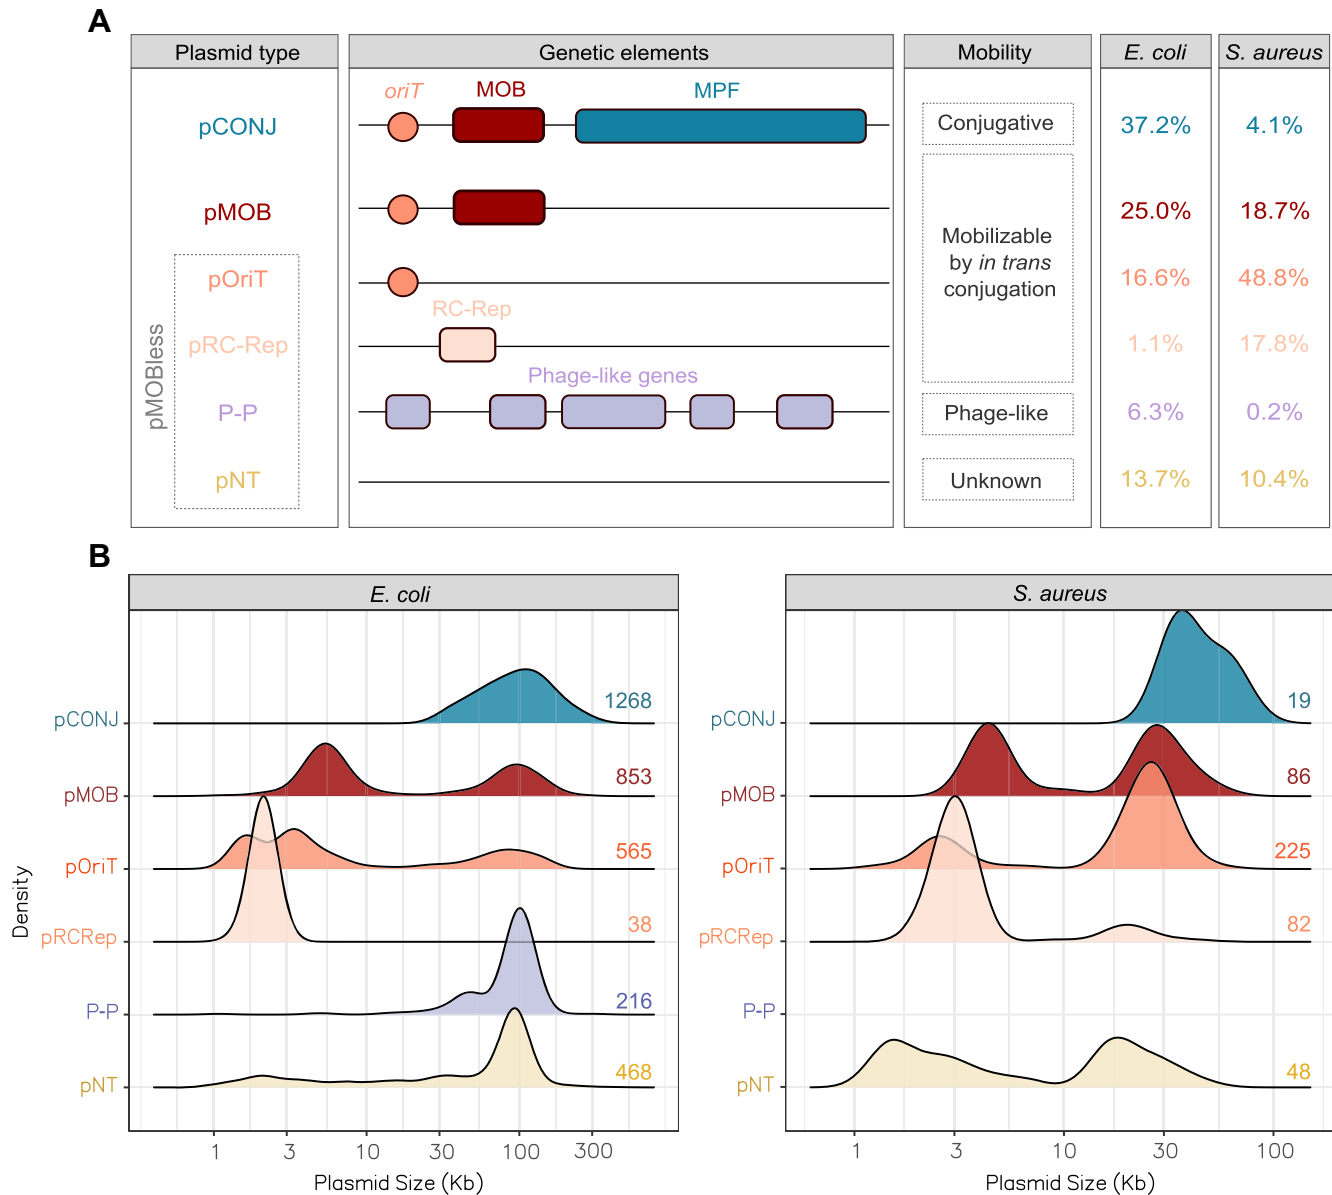 A
Plasmid type
Genetic elements
Mobility
E. coli
S. aureus
oriT
MOB
MPF
pCONJ
Conjugative
37.2%
4.1%
pMOB
25.0%
18.7%
Mobilizable
by in trans
conjugation
pOriT
16.6%
48.8%
RC-Rep
pRC-Rep
1.1%
17.8%
pMOBless
Phage-like genes
P-P
Phage-like
6.3%
0.2%
pNT
Unknown
13.7%
10.4%
B
E. coli
Density
pCONJ
1268
pMOB
853
pOriT
565
pRCRep
38
P-P
216
pNT
468
1 3 10 30 100 300
Plasmid Size (Kb)
S. aureus
pCONJ
19
pMOB
86
pOriT
225
pRCRep
82
P-P
pNT
48
1 3 10 30 100
Plasmid Size (Kb)